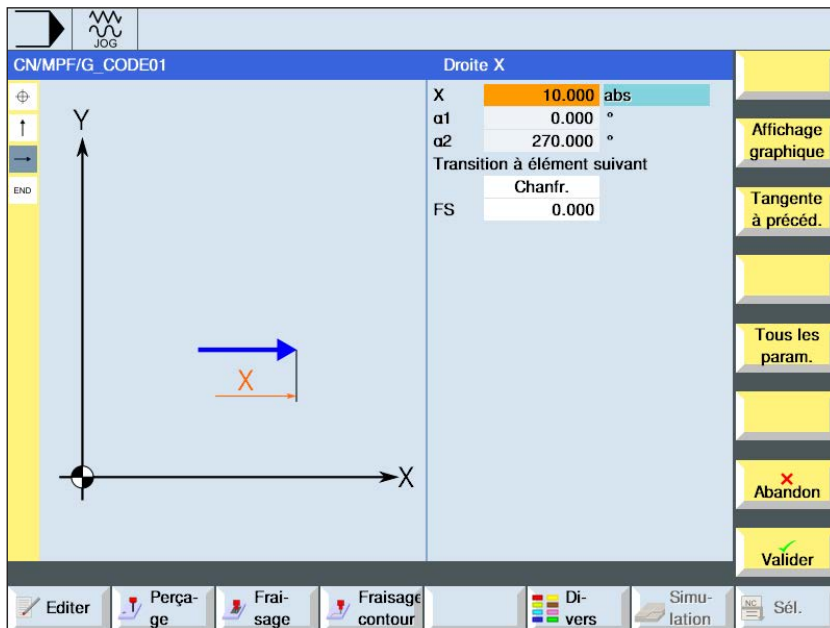 JOG
CN/MPF/G_CODE01
Droite X
X 10.000 abs
α1 0.000 °
α2 270.000 °
Transition à élément suivant
Chanfr.
FS 0.000
END
Y
X
X
Affichage
graphique
Tangente
à précéd.
Tous les
param.
Abandon
Valider
Editer
Perça-
ge
Frai-
sage
Fraisage
contour
Di-
vers
Simu-
lation
NC
Sél.